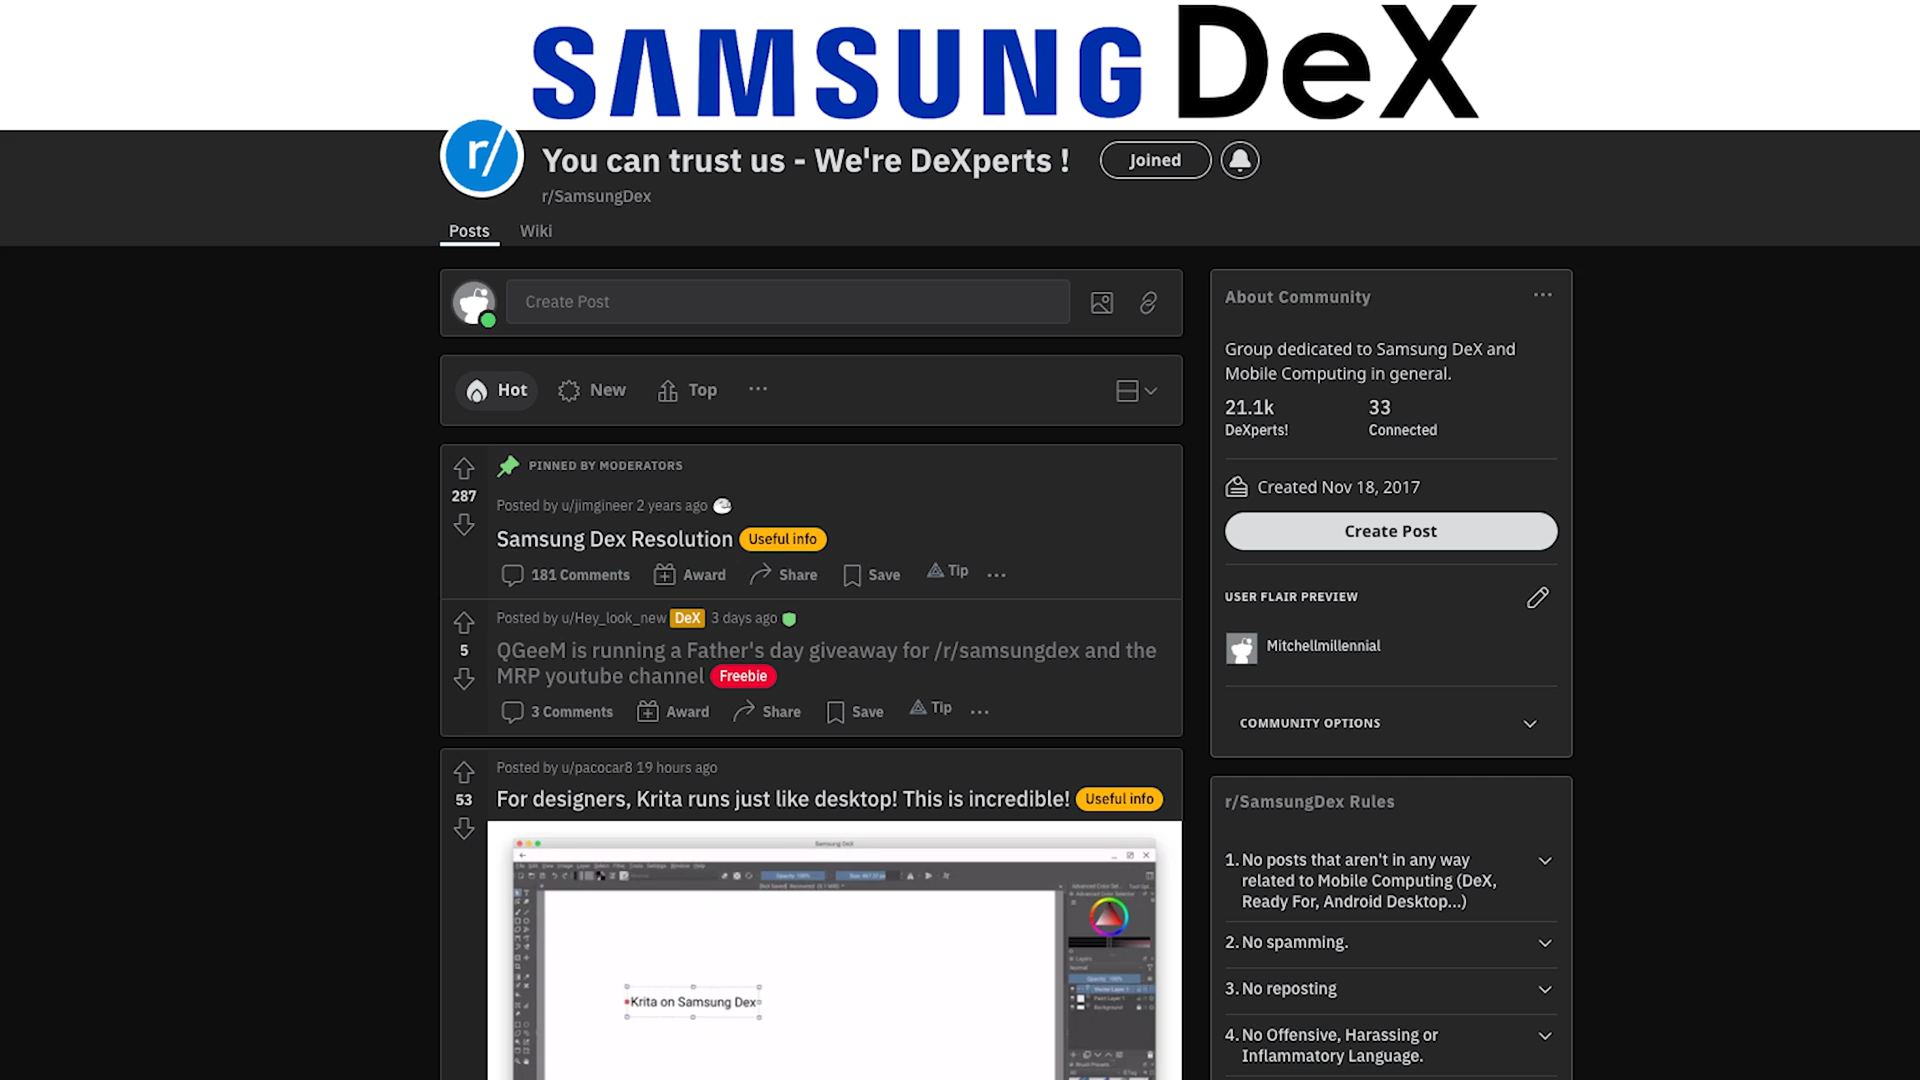 SAMSUNG DeX
r/
You can trust us - We're DeXperts !
Joined
r/SamsungDex
Posts
Wiki
Create Post
Hot
New
Top
PINNED BY MODERATORS
287
Posted by u/jimgineer 2 years ago
Samsung Dex Resolution Useful info
181 Comments
Award
Share
Save
Tip
Posted by u/Hey_look_new DeX 3 days ago
5
QGeeM is running a Father's day giveaway for /r/samsungdex and the
MRP youtube channel Freebie
3 Comments
Award
Share
Save
Tip
Posted by u/pacocar8 19 hours ago
53
For designers, Krita runs just like desktop! This is incredible! Useful info
Samsung DeX
Krita on Samsung Dex
About Community
Group dedicated to Samsung DeX and
Mobile Computing in general.
21.1k
33
DeXperts!
Connected
Created Nov 18, 2017
Create Post
USER FLAIR PREVIEW
Mitchellmillennial
COMMUNITY OPTIONS
r/SamsungDex Rules
1. No posts that aren't in any way
related to Mobile Computing (DeX,
Ready For, Android Desktop...)
2. No spamming.
3. No reposting
4. No Offensive, Harassing or
Inflammatory Language.